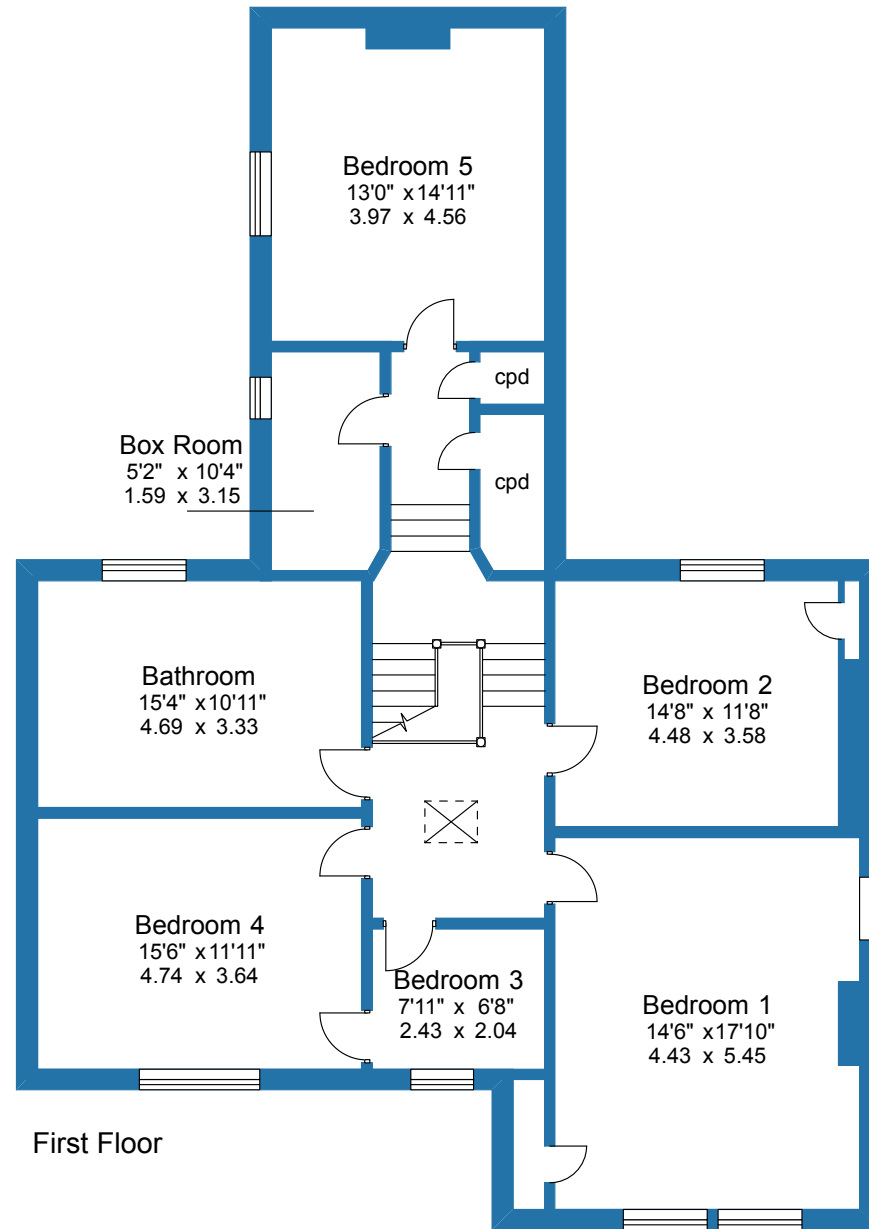 Bedroom 5
13'0" x 14'11"
3.97 x 4.56
cpd
Box Room
5'2" x 10'4"
1.59 x 3.15
cpd
Bathroom
15'4" x 10'11"
4.69 x 3.33
Bedroom 2
14'8" x 11'8"
4.48 x 3.58
Bedroom 4
15'6" x 11'11"
4.74 x 3.64
Bedroom 3
7'11" x 6'8"
2.43 x 2.04
Bedroom 1
14'6" x 17'10"
4.43 x 5.45
First Floor